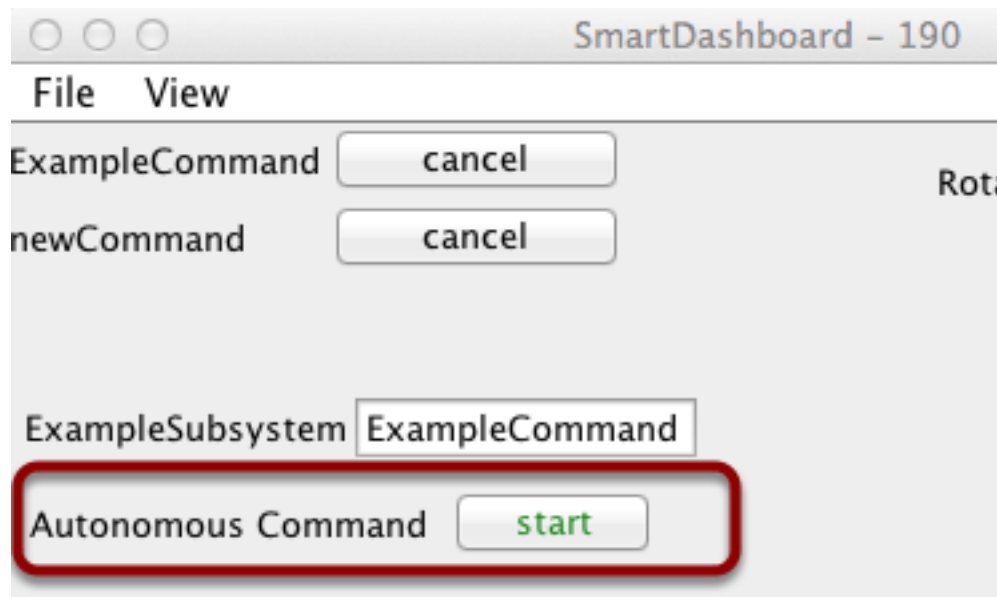 SmartDashboard – 190
File View
ExampleCommand cancel
Rota
newCommand cancel
ExampleSubsystem ExampleCommand
Autonomous Command start